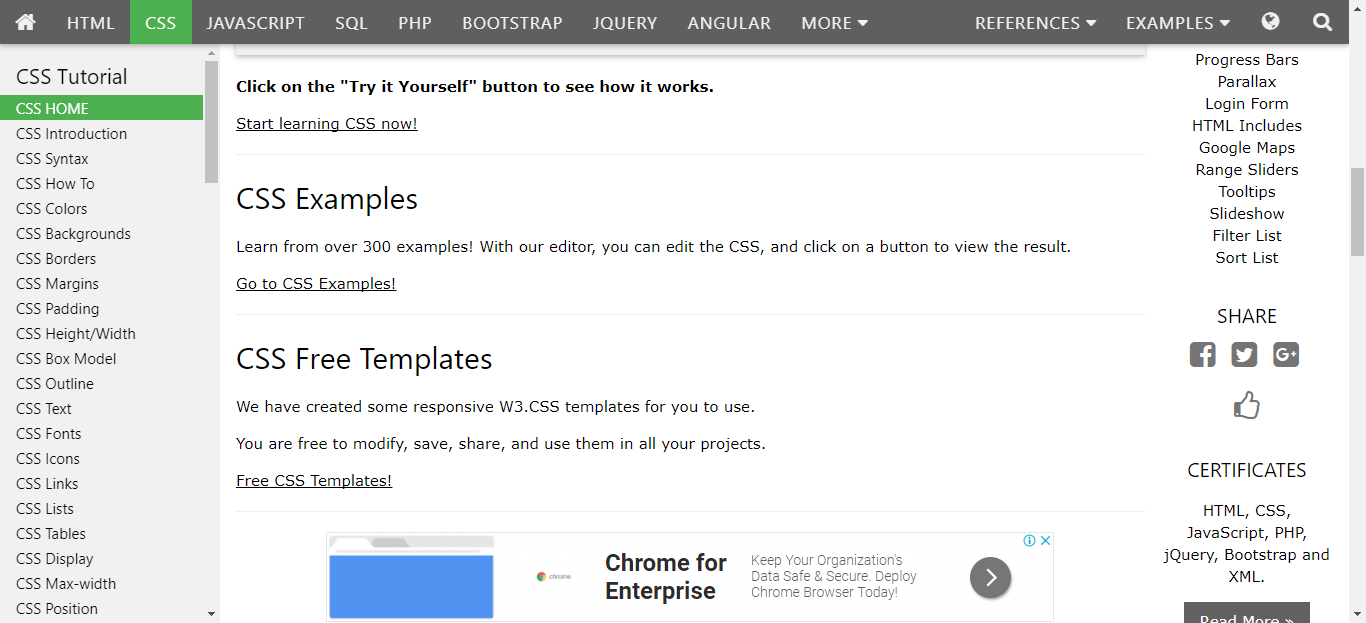 HTML CSS JAVASCRIPT SQL PHP BOOTSTRAP JQUERY ANGULAR MORE REFERENCES EXAMPLES
CSS Tutorial
CSS HOME
CSS Introduction
CSS Syntax
CSS How To
CSS Colors
CSS Backgrounds
CSS Borders
CSS Margins
CSS Padding
CSS Height/Width
CSS Box Model
CSS Outline
CSS Text
CSS Fonts
CSS Icons
CSS Links
CSS Lists
CSS Tables
CSS Display
CSS Max-width
CSS Position
Click on the "Try it Yourself" button to see how it works.
Start learning CSS now!
CSS Examples
Learn from over 300 examples! With our editor, you can edit the CSS, and click on a button to view the result.
Go to CSS Examples!
CSS Free Templates
We have created some responsive W3.CSS templates for you to use.
You are free to modify, save, share, and use them in all your projects.
Free CSS Templates!
chrome
Chrome for
Enterprise
Keep Your Organization's
Data Safe & Secure. Deploy
Chrome Browser Today!
Progress Bars
Parallax
Login Form
HTML Includes
Google Maps
Range Sliders
Tooltips
Slideshow
Filter List
Sort List
SHARE
G+
CERTIFICATES
HTML, CSS,
JavaScript, PHP,
jQuery, Bootstrap and
XML.
Read More »